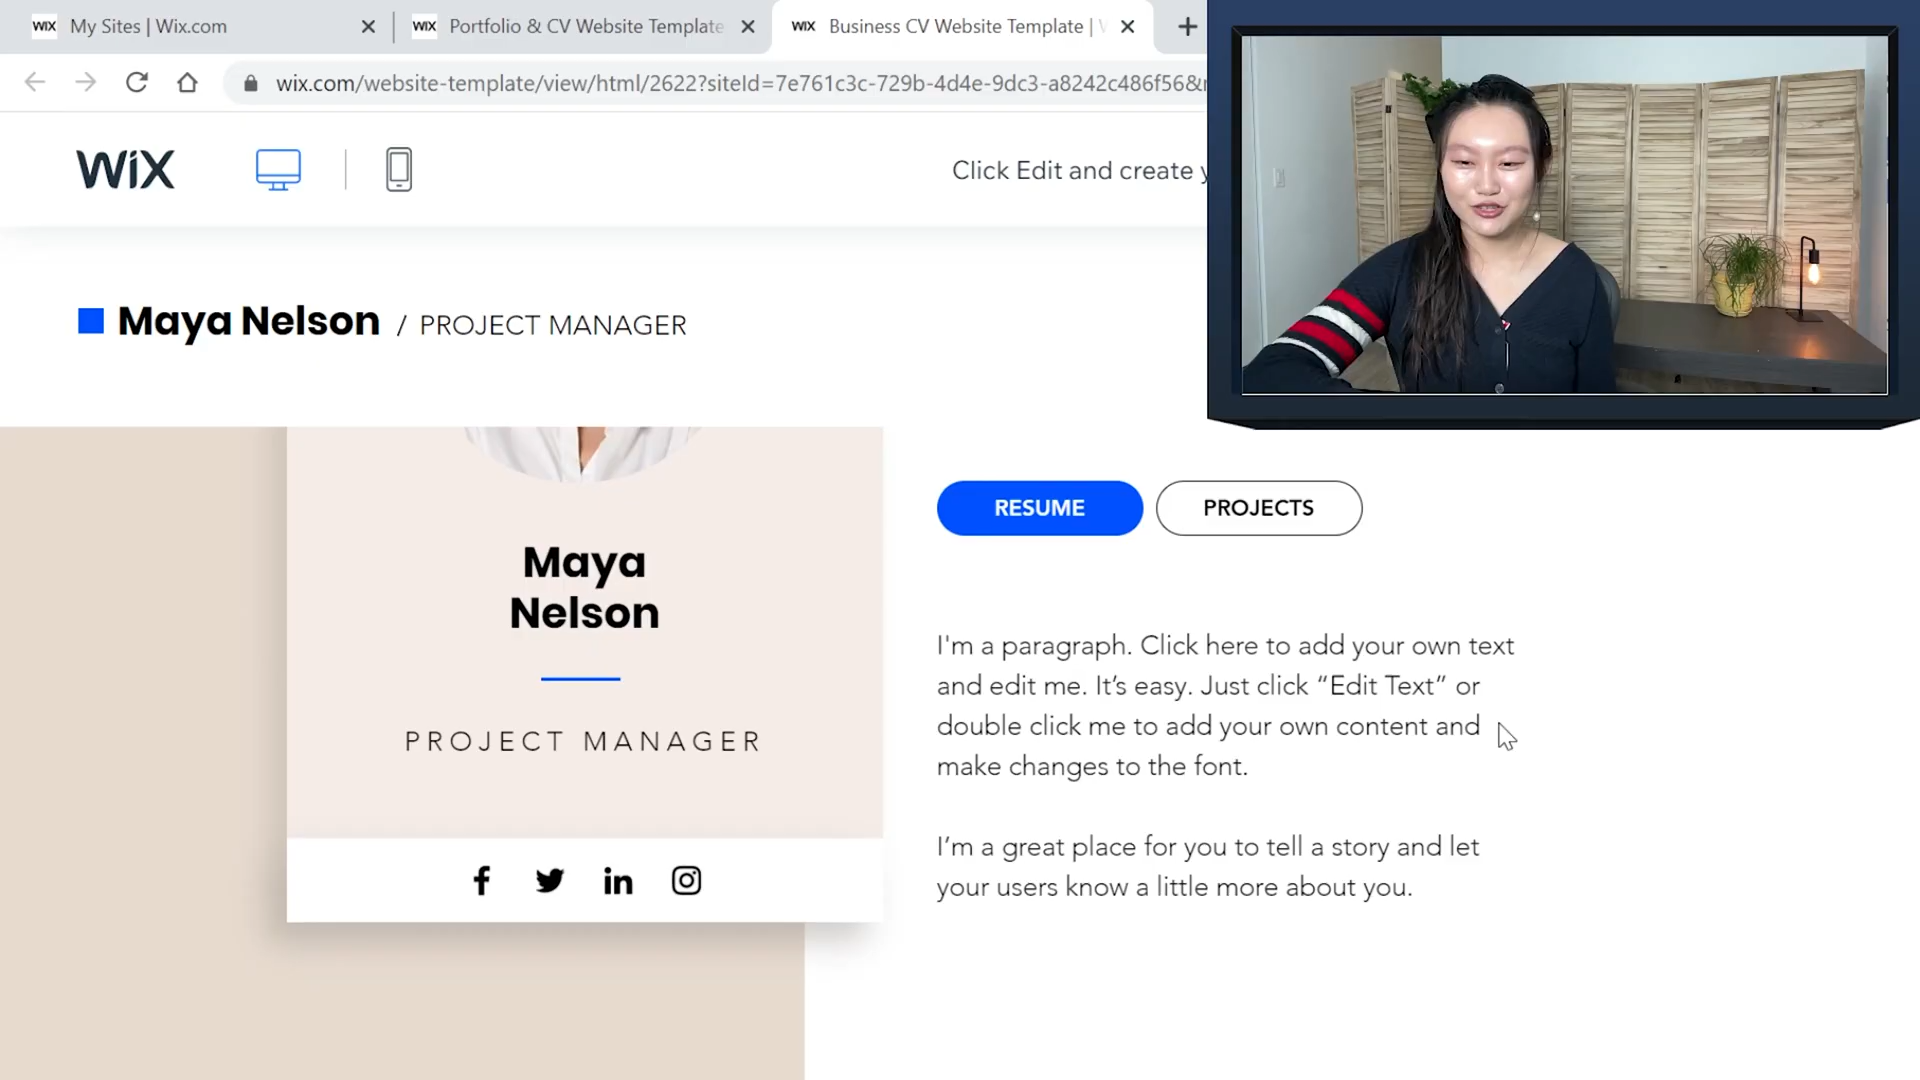 WIX My Sites | Wix.com
WIX Portfolio & CV Website Template
WIX Business CV Website Template |
wix.com/website-template/view/html/2622?siteId=7e761c3c-729b-4d4e-9dc3-a8242c486f56&
WiX
Click Edit and create
Maya Nelson / PROJECT MANAGER
RESUME
PROJECTS
Maya
Nelson
PROJECT MANAGER
I'm a paragraph. Click here to add your own text
and edit me. It’s easy. Just click “Edit Text” or
double click me to add your own content and
make changes to the font.
I’m a great place for you to tell a story and let
your users know a little more about you.